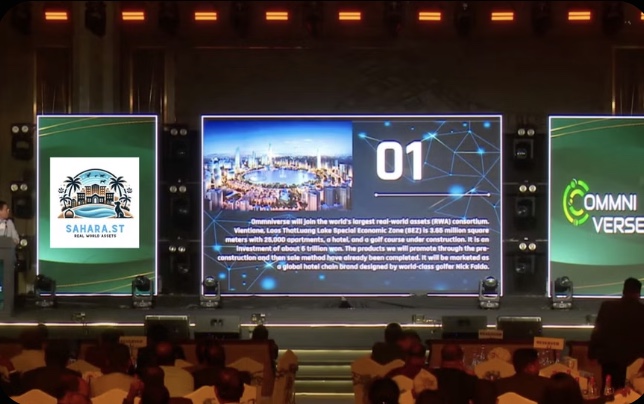 SAHARA.ST
REAL WORLD ASSETS
01
Ommniverse will join the world's largest real-world assets (RWA) consortium.
Vientiane, Laos ThatLuang Lake Special Economic Zone (SEZ) is 3.65 million square
meters with 25,000 apartments, a hotel, and a golf course under construction. It is an
investment of about 6 trillion won. The products we will promote through the pre-
construction and then sale method have already been completed. It will be marketed as
a global hotel chain brand designed by world-class golfer Nick Faldo.
OMMNI
VERSE